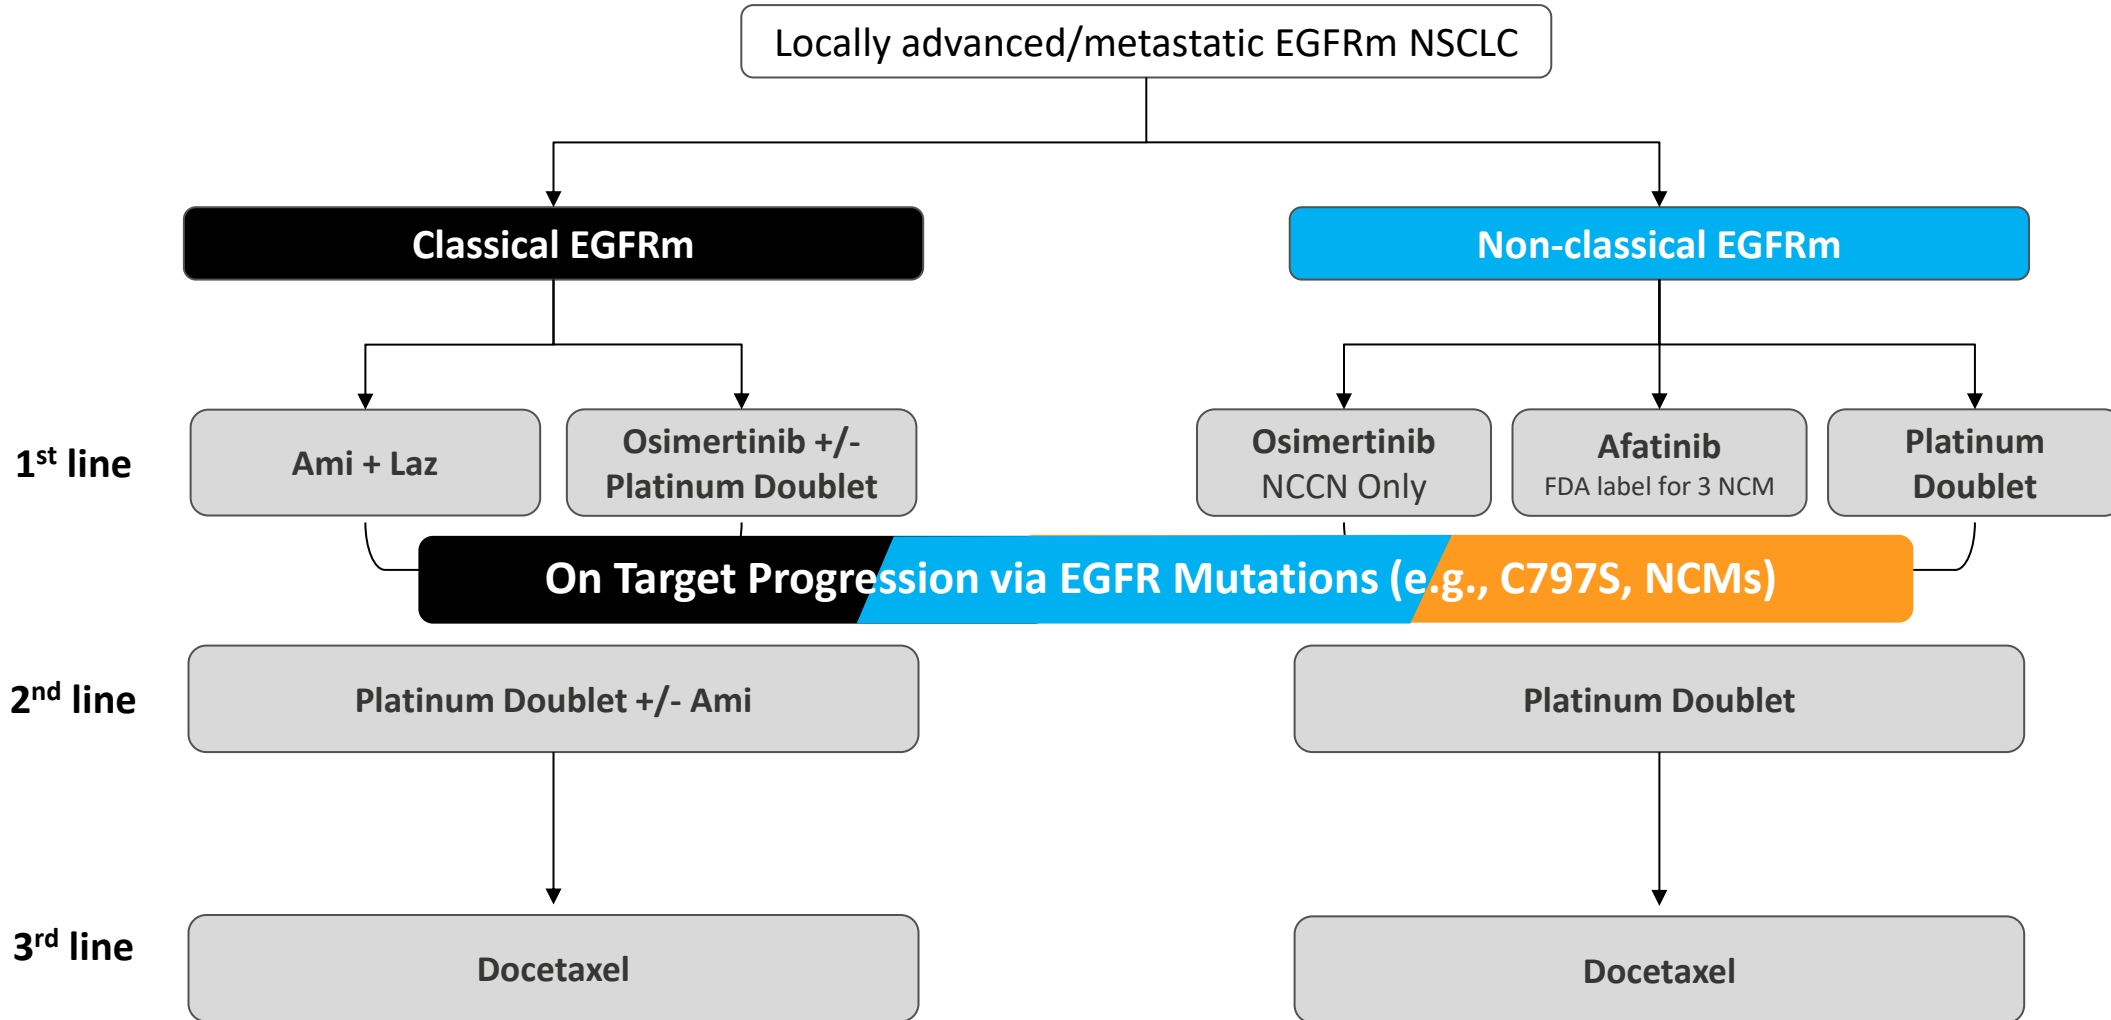 Locally advanced/metastatic EGFRm NSCLC
Classical EGFRm
Non-classical EGFRm
1st line
Ami + Laz
Osimertinib +/-
Platinum Doublet
Osimertinib
NCCN Only
Afatinib
FDA label for 3 NCM
Platinum
Doublet
On Target Progression via EGFR Mutations (e.g., C797S, NCMs)
2nd line
Platinum Doublet +/- Ami
Platinum Doublet
3rd line
Docetaxel
Docetaxel